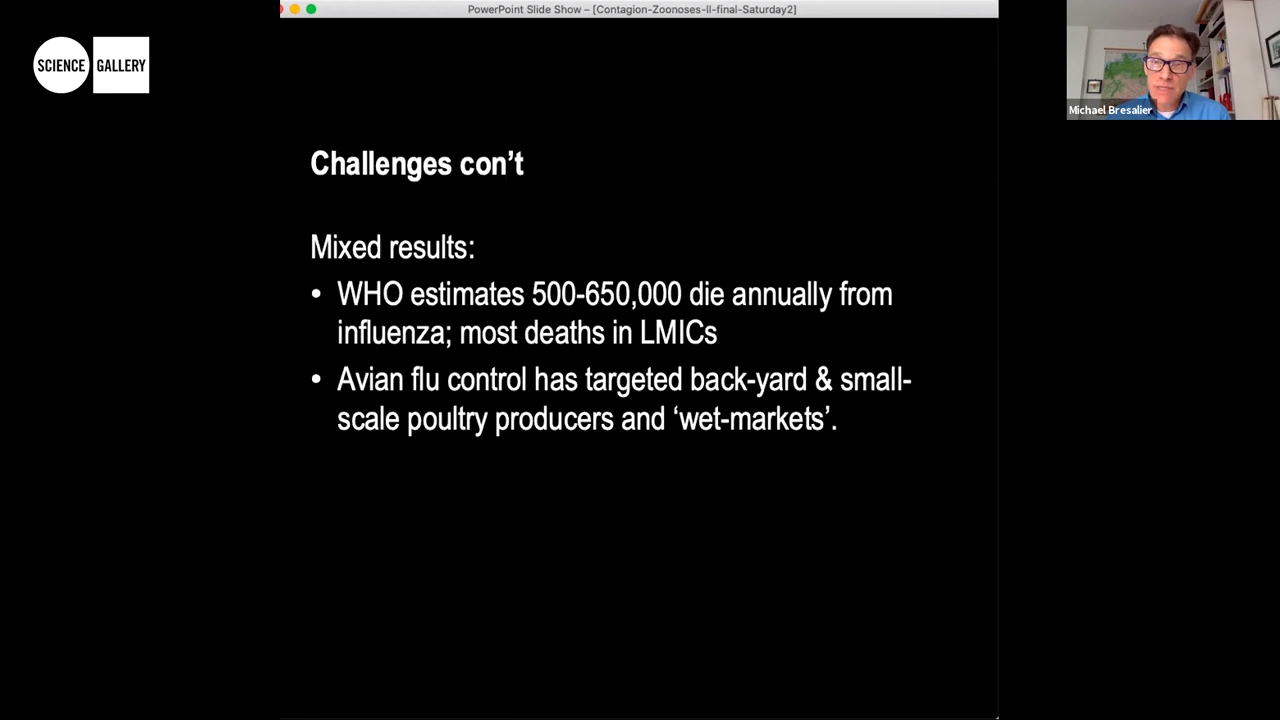 PowerPoint Slide Show – [Contagion-Zoonoses-II-final-Saturday2]
SCIENCE GALLERY
Michael Bresalier
Challenges con’t
Mixed results:
• WHO estimates 500-650,000 die annually from
influenza; most deaths in LMICs
• Avian flu control has targeted back-yard & small-
scale poultry producers and ‘wet-markets’.